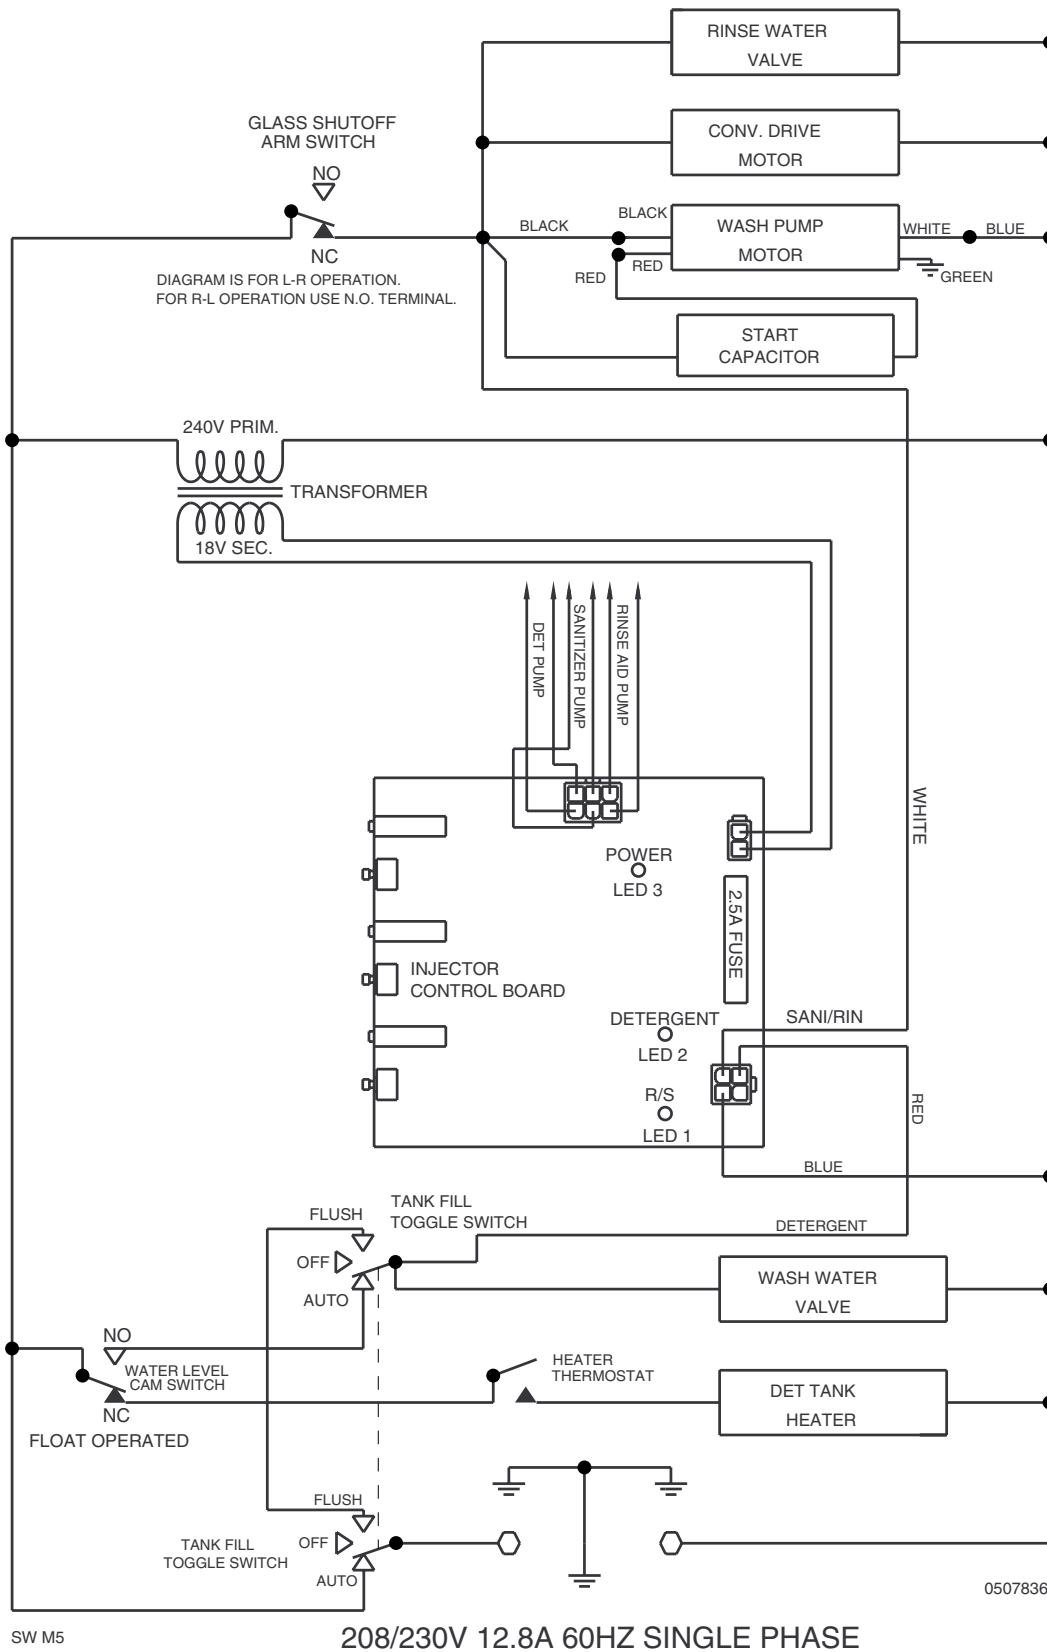 RINSE WATER
VALVE
GLASS SHUTOFF
ARM SWITCH
NO
CONV. DRIVE
MOTOR
NC
BLACK
BLACK
WASH PUMP
MOTOR
WHITE
BLUE
RED
RED
GREEN
DIAGRAM IS FOR L-R OPERATION.
FOR R-L OPERATION USE N.O. TERMINAL.
START
CAPACITOR
240V PRIM.
TRANSFORMER
18V SEC.
DET PUMP
SANITIZER PUMP
RINSE AID PUMP
WHITE
POWER
LED 3
2.5A FUSE
INJECTOR
CONTROL BOARD
DETERGENT
LED 2
SANI/RIN
R/S
LED 1
RED
BLUE
FLUSH
TANK FILL
TOGGLE SWITCH
DETERGENT
OFF
AUTO
WASH WATER
VALVE
NO
WATER LEVEL
CAM SWITCH
NC
FLOAT OPERATED
HEATER
THERMOSTAT
DET TANK
HEATER
FLUSH
OFF
TANK FILL
TOGGLE SWITCH
AUTO
0507836
SW M5
208/230V 12.8A 60HZ SINGLE PHASE